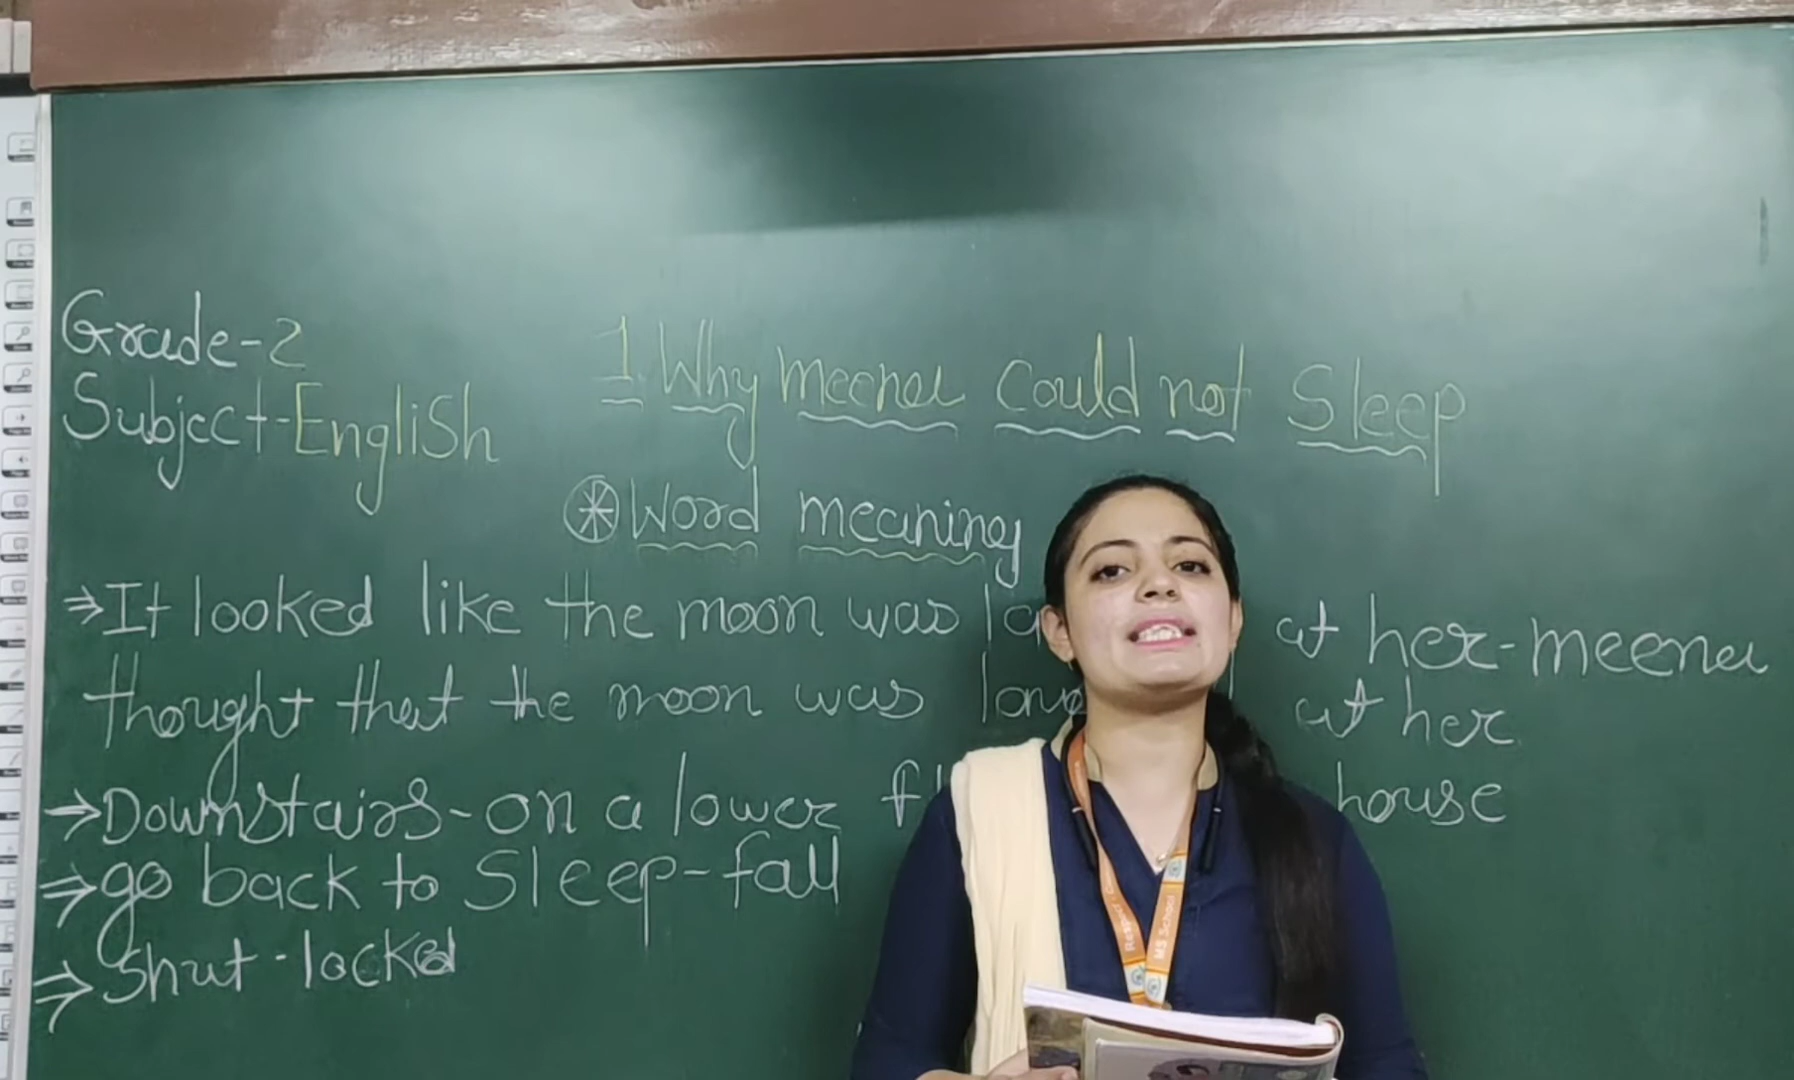 Grade-2
Subject-English
1 Why meena could not Sleep
Word meaning
⇒ It looked like the moon was at her-meena
thought that the moon was at her
→ Downstairs-on a lower house
⇒ go back to Sleep-fall
⇒ Shut-locked
MS School